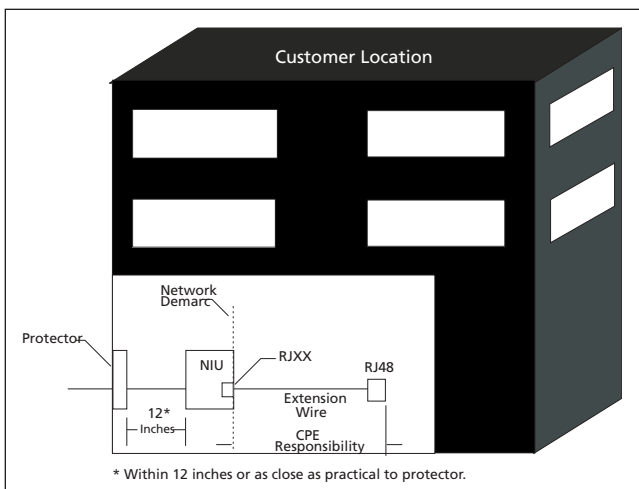 Customer Location
Network
Demarc
Protector
NIU
RJXX
RJ48
12*
Inches
Extension
Wire
CPE
Responsibility
* Within 12 inches or as close as practical to protector.